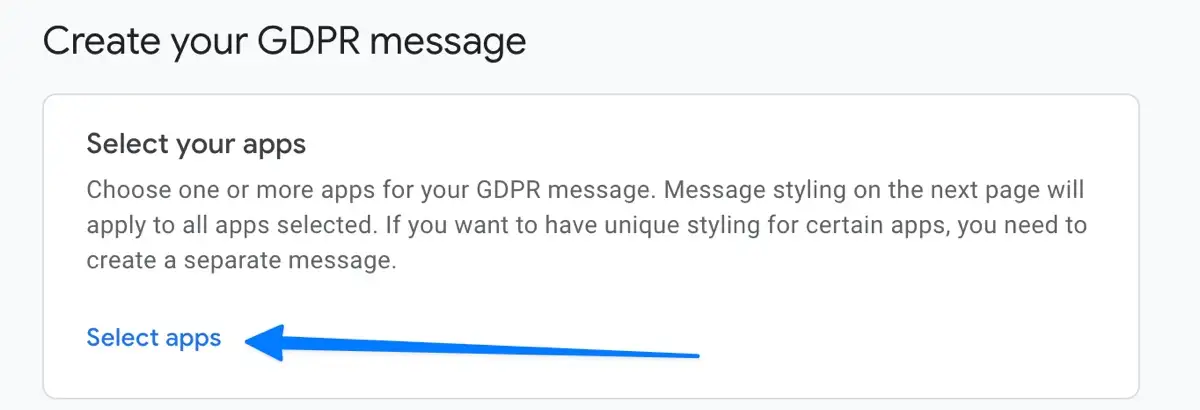 Create your GDPR message
Select your apps
Choose one or more apps for your GDPR message. Message styling on the next page will
apply to all apps selected. If you want to have unique styling for certain apps, you need to
create a separate message.
Select apps